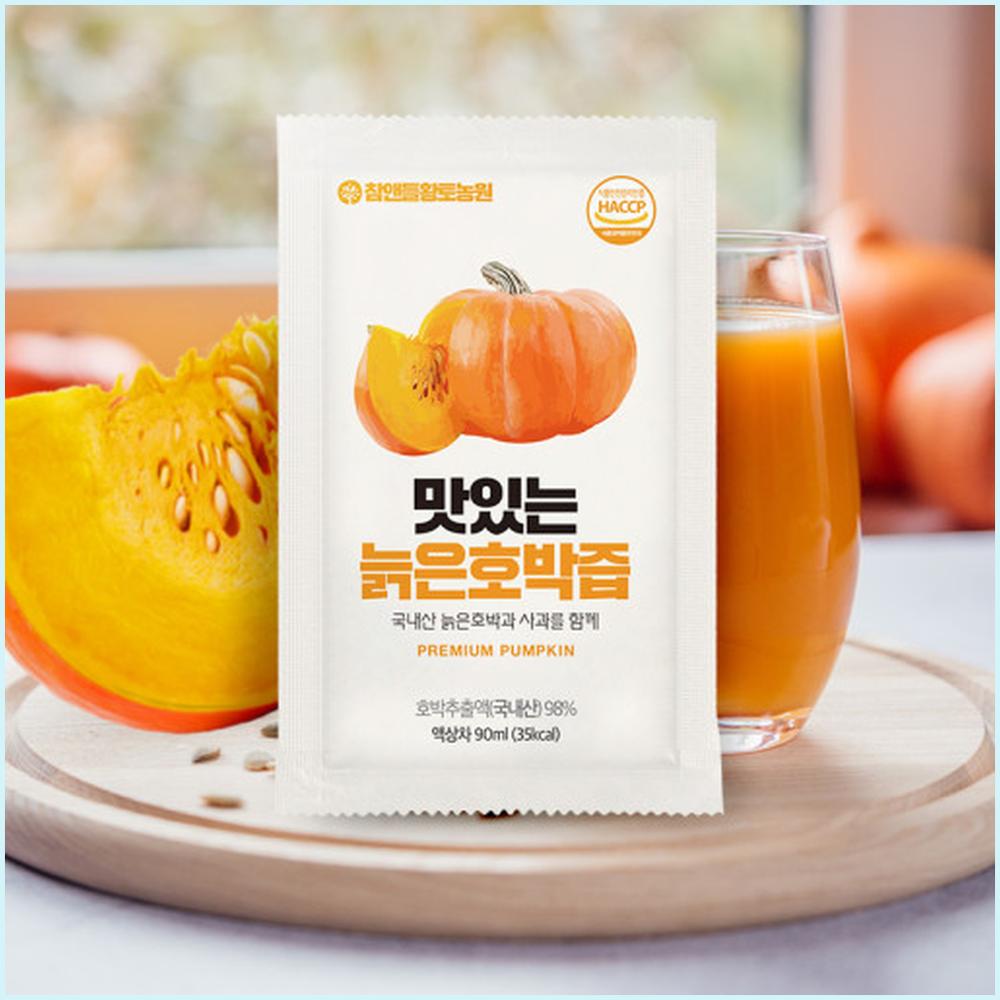 참앤들황토농원
HACCP
맛있는
늙은호박즙
국내산 늙은호박과 사과를 함께
PREMIUM PUMPKIN
호박추출액(국내산) 98%
액상차 90ml (35kcal)